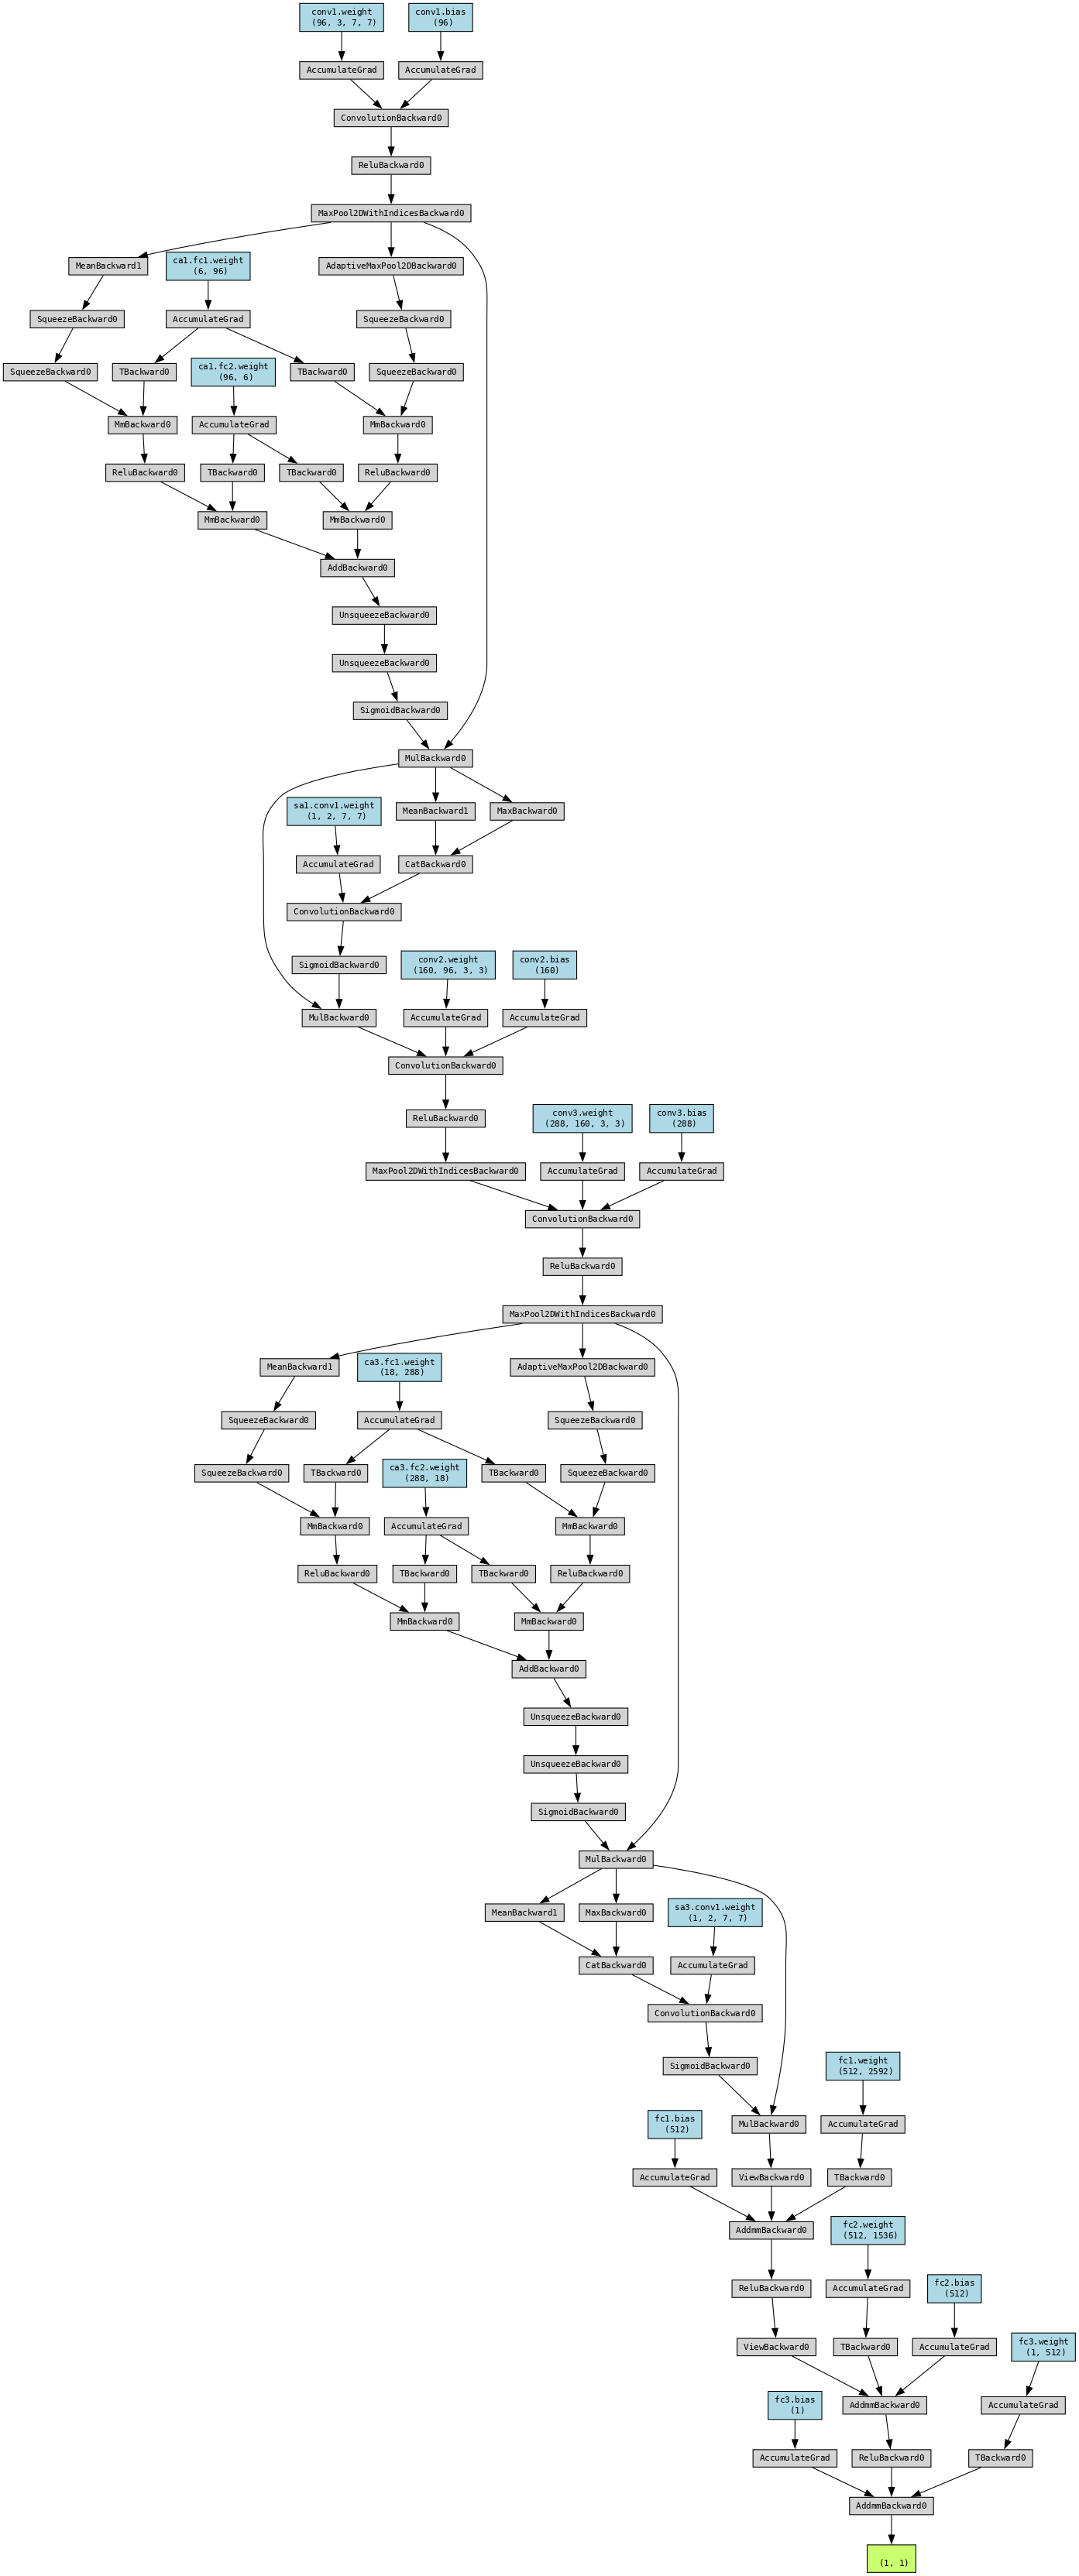 conv1.weight
(96, 3, 7, 7)
conv1.bias
(96)
AccumulateGrad
AccumulateGrad
ConvolutionBackward0
ReluBackward0
MaxPool2DWithIndicesBackward0
MeanBackward1
ca1.fc1.weight
(6, 96)
AdaptiveMaxPool2DBackward0
SqueezeBackward0
AccumulateGrad
SqueezeBackward0
SqueezeBackward0
TBackward0
ca1.fc2.weight
(96, 6)
TBackward0
SqueezeBackward0
MmBackward0
AccumulateGrad
MmBackward0
ReluBackward0
TBackward0
TBackward0
ReluBackward0
MmBackward0
MmBackward0
AddBackward0
UnsqueezeBackward0
UnsqueezeBackward0
SigmoidBackward0
MulBackward0
sa1.conv1.weight
(1, 2, 7, 7)
MeanBackward1
MaxBackward0
AccumulateGrad
CatBackward0
ConvolutionBackward0
SigmoidBackward0
conv2.weight
(160, 96, 3, 3)
conv2.bias
(160)
MulBackward0
AccumulateGrad
AccumulateGrad
ConvolutionBackward0
ReluBackward0
conv3.weight
(288, 160, 3, 3)
conv3.bias
(288)
MaxPool2DWithIndicesBackward0
AccumulateGrad
AccumulateGrad
ConvolutionBackward0
ReluBackward0
MaxPool2DWithIndicesBackward0
MeanBackward1
ca3.fc1.weight
(18, 288)
AdaptiveMaxPool2DBackward0
SqueezeBackward0
AccumulateGrad
SqueezeBackward0
SqueezeBackward0
TBackward0
ca3.fc2.weight
(288, 18)
TBackward0
SqueezeBackward0
MmBackward0
AccumulateGrad
MmBackward0
ReluBackward0
TBackward0
TBackward0
ReluBackward0
MmBackward0
MmBackward0
AddBackward0
UnsqueezeBackward0
UnsqueezeBackward0
SigmoidBackward0
MulBackward0
MeanBackward1
MaxBackward0
sa3.conv1.weight
(1, 2, 7, 7)
CatBackward0
AccumulateGrad
ConvolutionBackward0
SigmoidBackward0
fc1.weight
(512, 2592)
fc1.bias
(512)
MulBackward0
AccumulateGrad
AccumulateGrad
ViewBackward0
TBackward0
AddmmBackward0
fc2.weight
(512, 1536)
ReluBackward0
AccumulateGrad
fc2.bias
(512)
ViewBackward0
TBackward0
AccumulateGrad
fc3.weight
(1, 512)
fc3.bias
(1)
AddmmBackward0
AccumulateGrad
AccumulateGrad
ReluBackward0
TBackward0
AddmmBackward0
(1, 1)